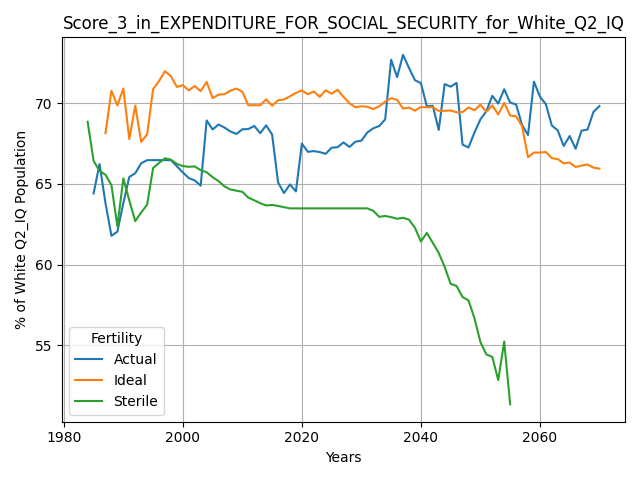 Score_3_in_EXPENDITURE_FOR_SOCIAL_SECURITY_for_White_Q2_IQ
% of White Q2_IQ Population
70
65
60
55
Fertility
Actual
Ideal
Sterile
1980
2000
2020
2040
2060
Years